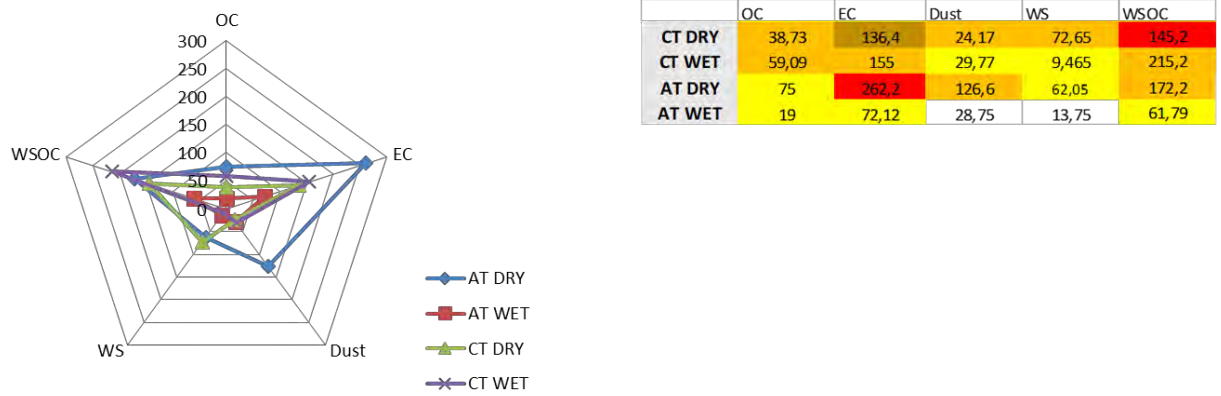 OC
300
250
200
150
100
50
0
WSOC
EC
WS
Dust
AT DRY
AT WET
CT DRY
CT WET
OC EC Dust WS WSOC
CT DRY 38,73 136,4 24,17 72,65 145,2
CT WET 59,09 155 29,77 9,465 215,2
AT DRY 75 262,2 126,6 62,05 172,2
AT WET 19 72,12 28,75 13,75 61,79